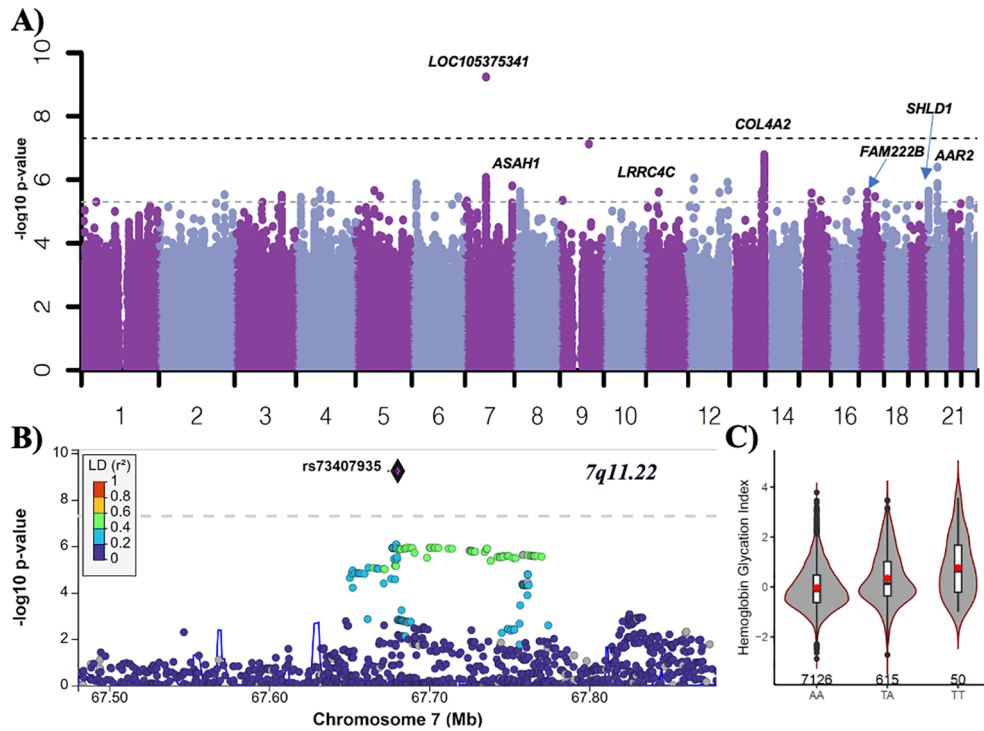 A)
10
8
6
4
2
0
-log10 p-value
LOC105375341
ASAH1
LRRC4C
COL4A2
SHLD1
FAM222B
AAR2
1 2 3 4 5 6 7 8 9 10 12 14 16 18 21
B)
10
8
6
4
2
0
-log10 p-value
LD (r²)
1
0.8
0.6
0.4
0.2
0
rs73407935
7q11.22
67.50 67.60 67.70 67.80
Chromosome 7 (Mb)
C)
Hemoglobin Glycation Index
4
2
0
−2
7126 615 50
AA TA TT